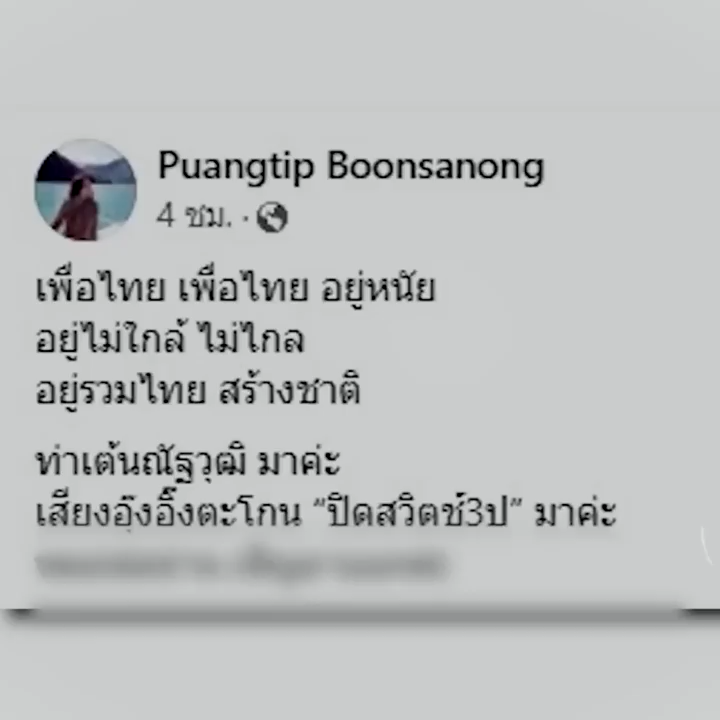 Puangtip Boonsanong
4 ชม. ·
เพื่อไทย เพื่อไทย อยู่หนัย
อยู่ไม่ใกล้ ไม่ไกล
อยู่รวมไทย สร้างชาติ
ท่าเต้นณัฐวุฒิ มาค่ะ
เสียงอุ๊งอิ๊งตะโกน “ปิดสวิตช์3ป” มาค่ะ